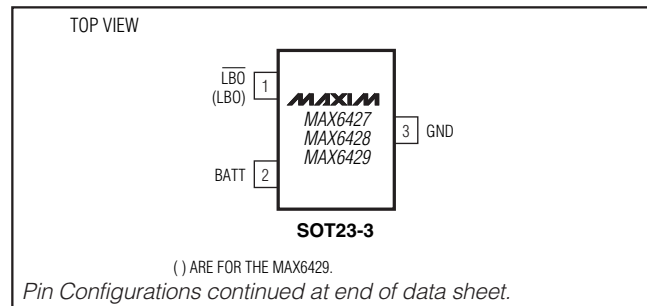 TOP VIEW
L̅B̅O̅
(LBO)
1
MAXIM
MAX6427
MAX6428
MAX6429
3 GND
BATT 2
SOT23-3
( ) ARE FOR THE MAX6429.
Pin Configurations continued at end of data sheet.